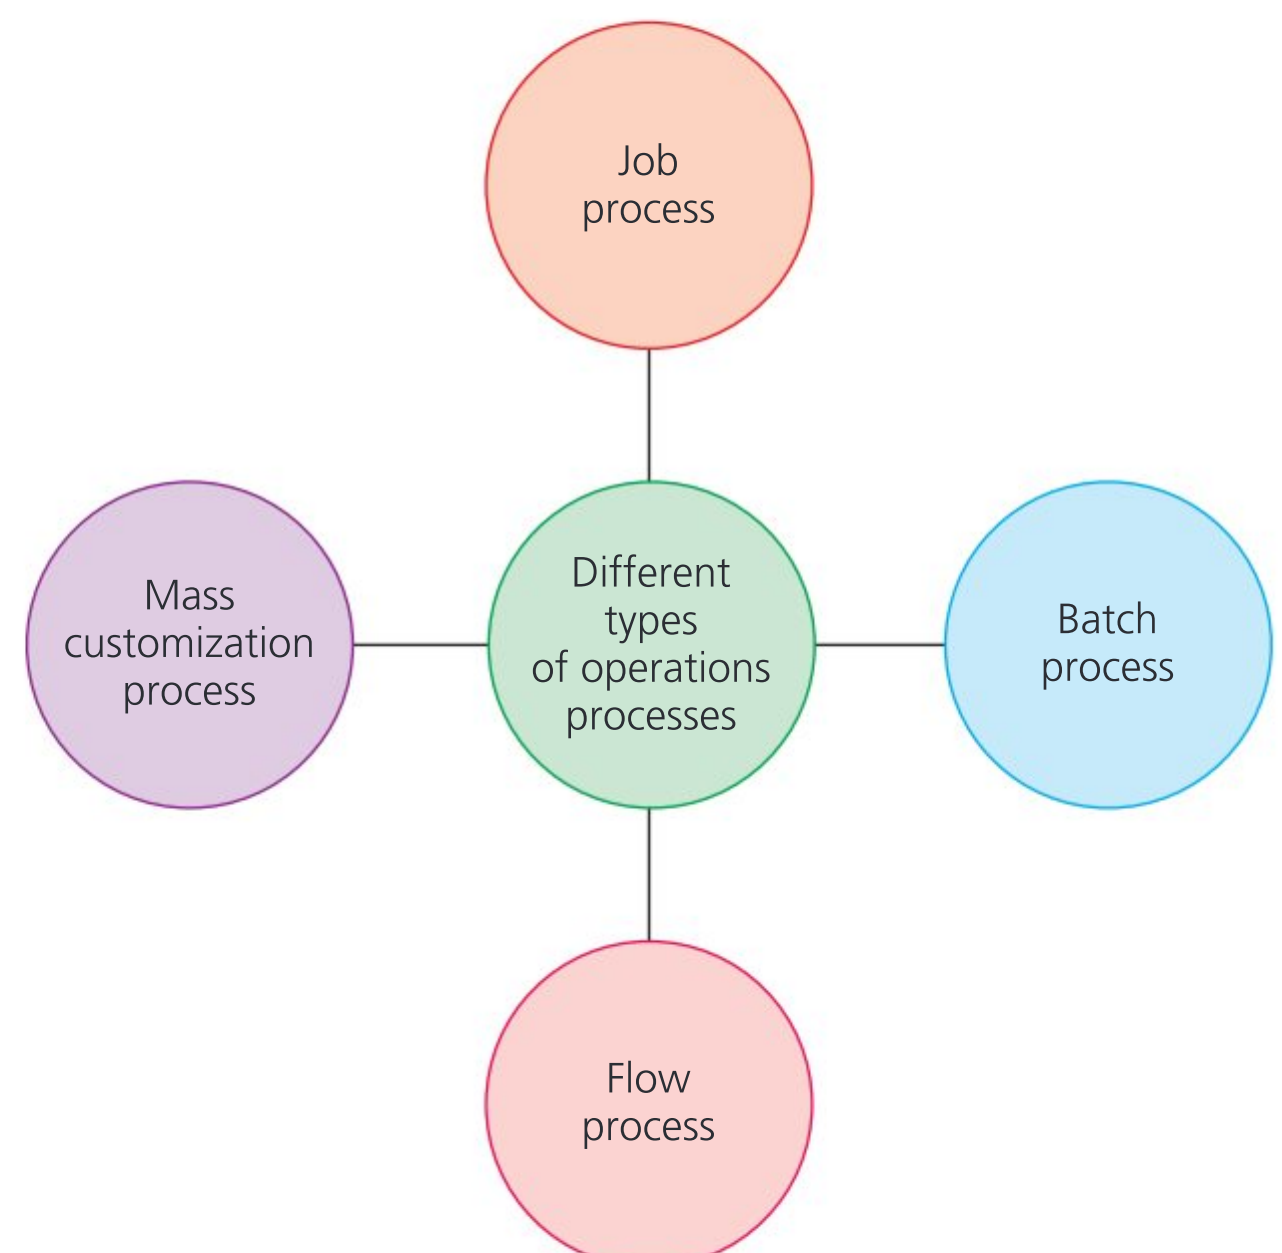 Job
process
Mass
customization
process
Different
types
of operations
processes
Batch
process
Flow
process